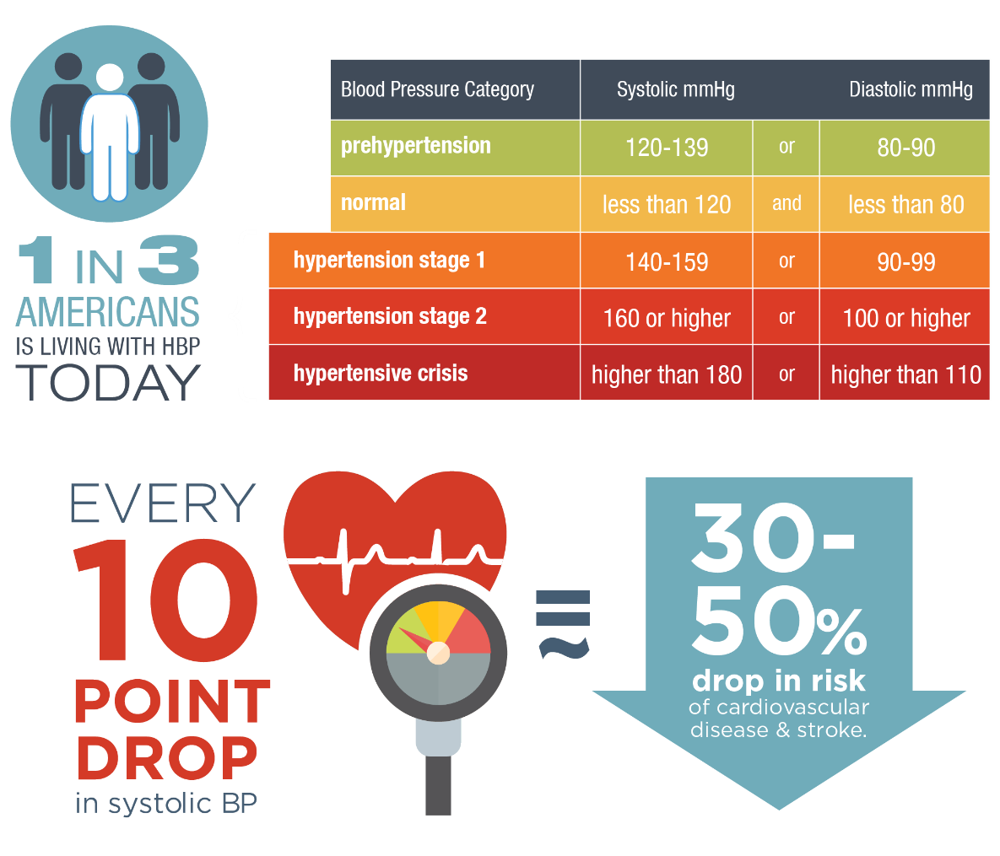 1 IN 3
AMERICANS
IS LIVING WITH HBP
TODAY
Blood Pressure Category Systolic mmHg Diastolic mmHg
prehypertension 120-139 or 80-90
normal less than 120 and less than 80
hypertension stage 1 140-159 or 90-99
hypertension stage 2 160 or higher or 100 or higher
hypertensive crisis higher than 180 or higher than 110
EVERY
10
POINT
DROP
in systolic BP
=
~
30-
50%
drop in risk
of cardiovascular
disease & stroke.